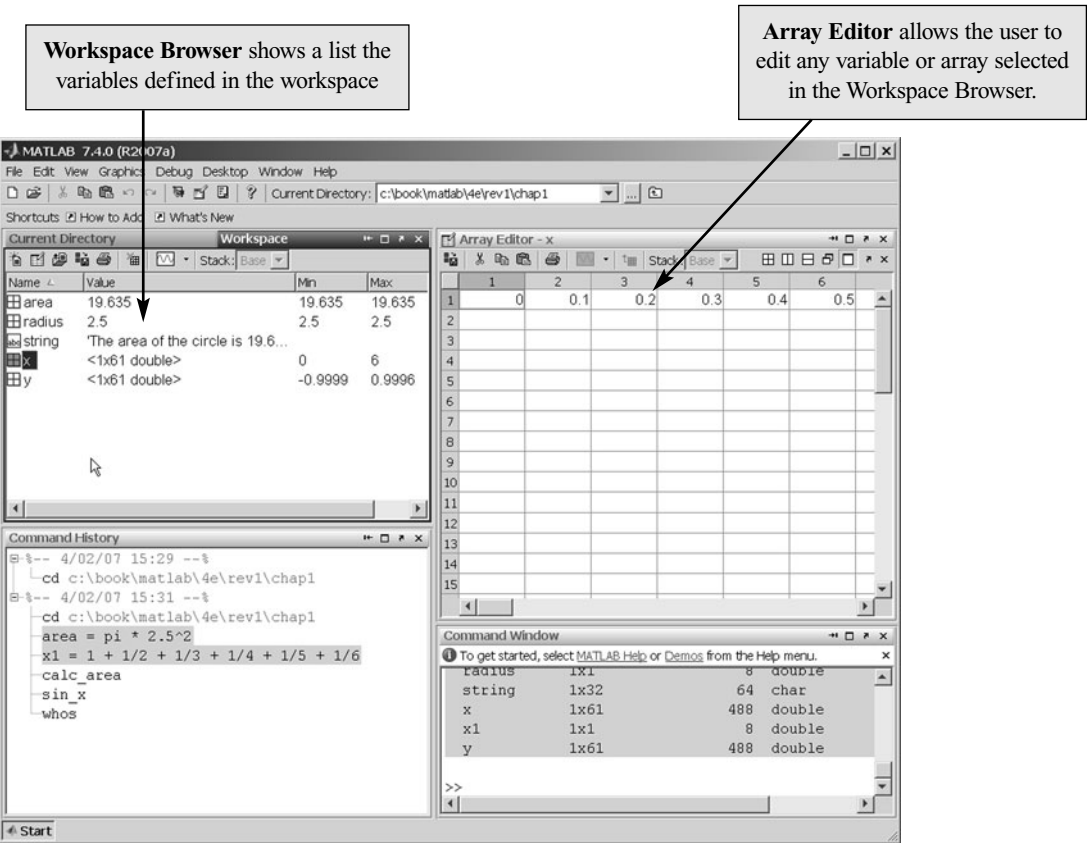 Workspace Browser shows a list the
variables defined in the workspace
Array Editor allows the user to
edit any variable or array selected
in the Workspace Browser.
MATLAB 7.4.0 (R2007a)
File Edit View Graphics Debug Desktop Window Help
Current Directory: c:\book\matlab\4e\rev1\chap1
Shortcuts How to Add What's New
Current Directory Workspace
Stack: Base
Name Value Min Max
area 19.635 19.635 19.635
radius 2.5 2.5 2.5
abc string 'The area of the circle is 19.6...
x <1x61 double> 0 6
y <1x61 double> -0.9999 0.9996
Array Editor - x
Stack: Base
1 2 3 4 5 6
1 0 0.1 0.2 0.3 0.4 0.5
2
3
4
5
6
7
8
9
10
11
12
13
14
15
Command History
%-- 4/02/07 15:29 --%
cd c:\book\matlab\4e\rev1\chap1
%-- 4/02/07 15:31 --%
cd c:\book\matlab\4e\rev1\chap1
area = pi * 2.5^2
x1 = 1 + 1/2 + 1/3 + 1/4 + 1/5 + 1/6
calc_area
sin_x
whos
Command Window
To get started, select MATLAB Help or Demos from the Help menu.
radius 1x1 8 double
string 1x32 64 char
x 1x61 488 double
x1 1x1 8 double
y 1x61 488 double
>>
Start